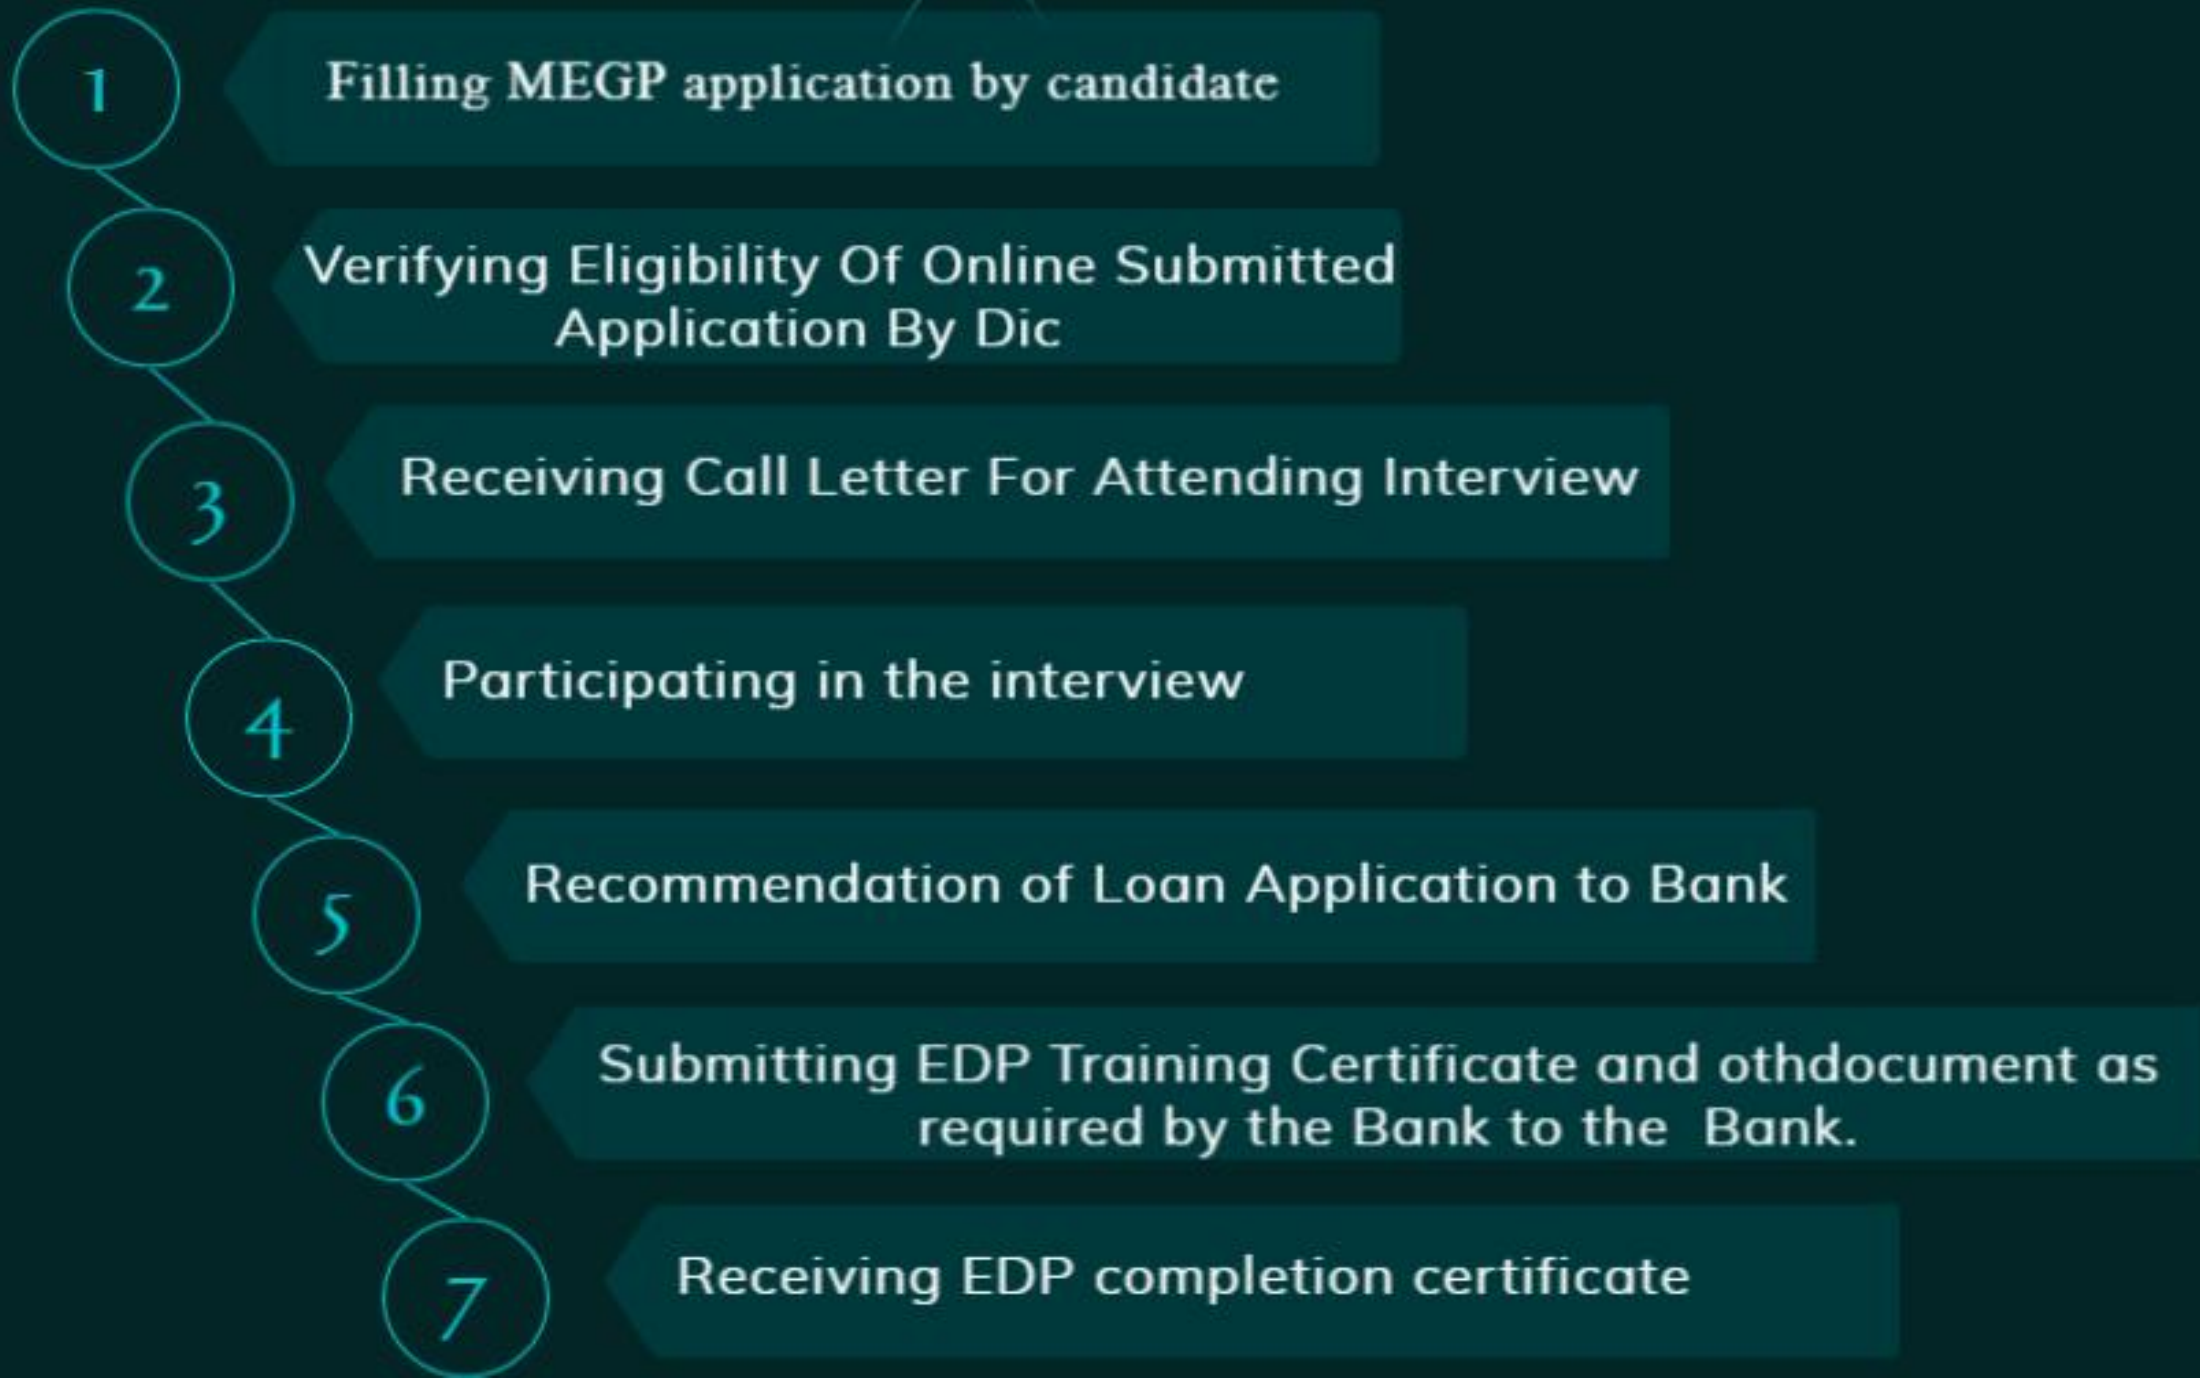 1
Filling MEGP application by candidate
2
Verifying Eligibility Of Online Submitted
Application By Dic
3
Receiving Call Letter For Attending Interview
4
Participating in the interview
5
Recommendation of Loan Application to Bank
6
Submitting EDP Training Certificate and othdocument as
required by the Bank to the Bank.
7
Receiving EDP completion certificate